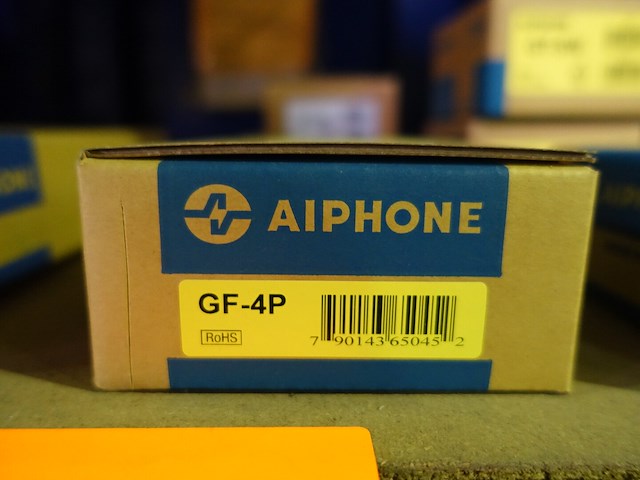 AIPHONE
GF-4P
RoHS
7 90143 65045 2